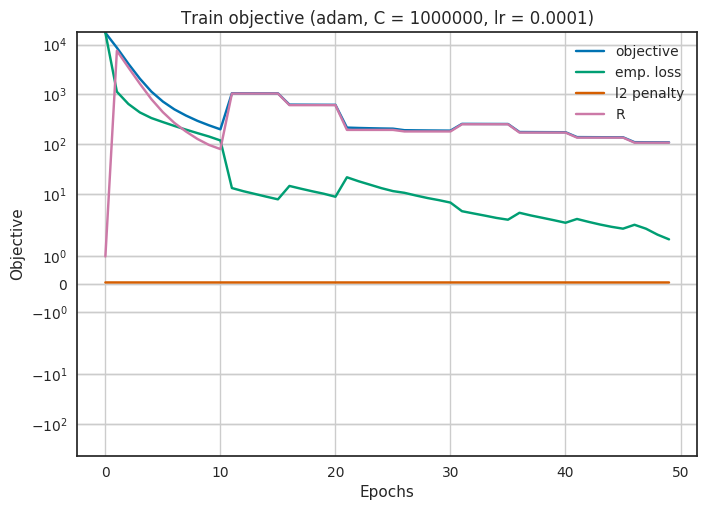 Train objective (adam, C = 1000000, lr = 0.0001)
objective
emp. loss
l2 penalty
R
Objective
10^4
10^3
10^2
10^1
10^0
0
−10^0
−10^1
−10^2
0 10 20 30 40 50
Epochs